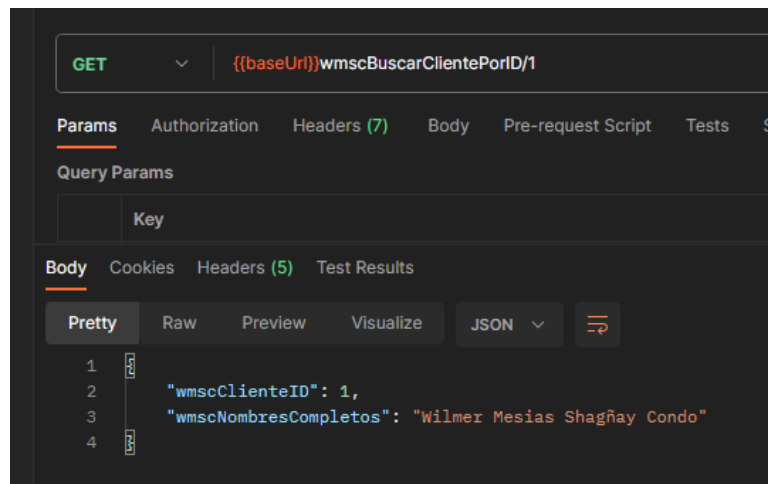 GET {{baseUrl}}wmscBuscarClientePorID/1
Params Authorization Headers (7) Body Pre-request Script Tests S
Query Params
Key
Body Cookies Headers (5) Test Results
Pretty Raw Preview Visualize JSON
1 {
2 "wmscClienteID": 1,
3 "wmscNombresCompletos": "Wilmer Mesias Shagñay Condo"
4 }